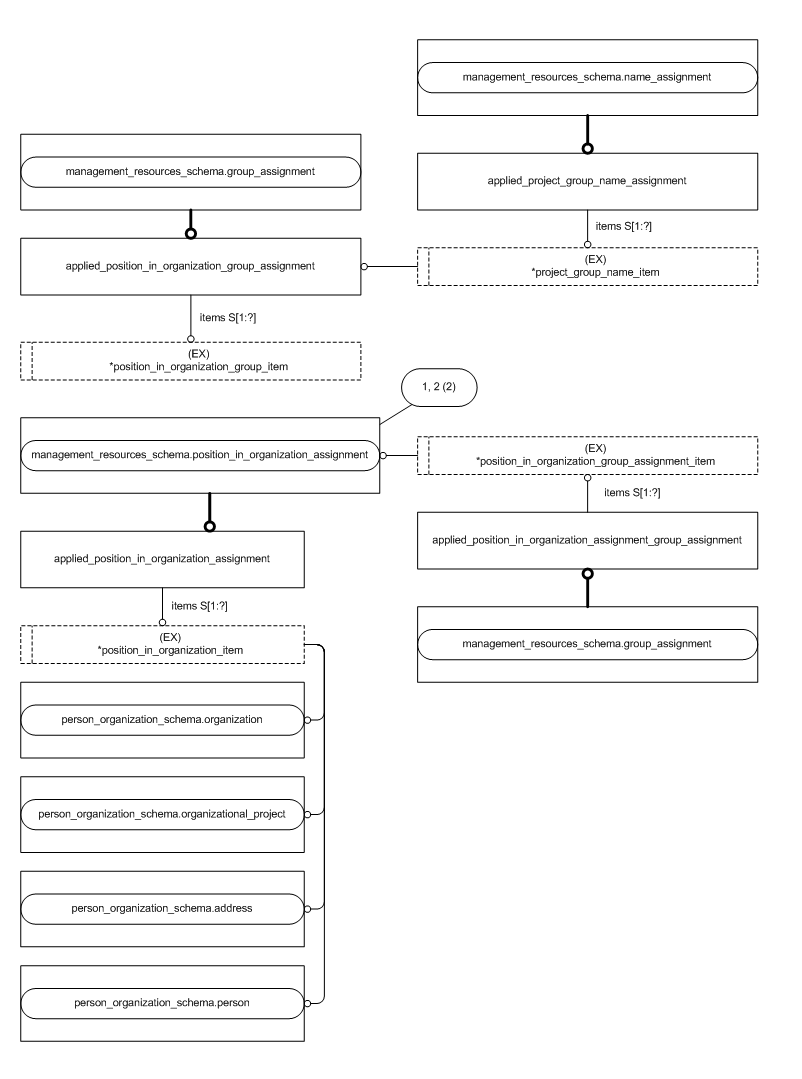 management_resources_schema.name_assignment
management_resources_schema.group_assignment
applied_project_group_name_assignment
items S[1:?]
applied_position_in_organization_group_assignment
(EX)
*project_group_name_item
items S[1:?]
(EX)
*position_in_organization_group_item
1, 2 (2)
management_resources_schema.position_in_organization_assignment
(EX)
*position_in_organization_group_assignment_item
items S[1:?]
applied_position_in_organization_assignment_group_assignment
applied_position_in_organization_assignment
items S[1:?]
(EX)
*position_in_organization_item
management_resources_schema.group_assignment
person_organization_schema.organization
person_organization_schema.organizational_project
person_organization_schema.address
person_organization_schema.person